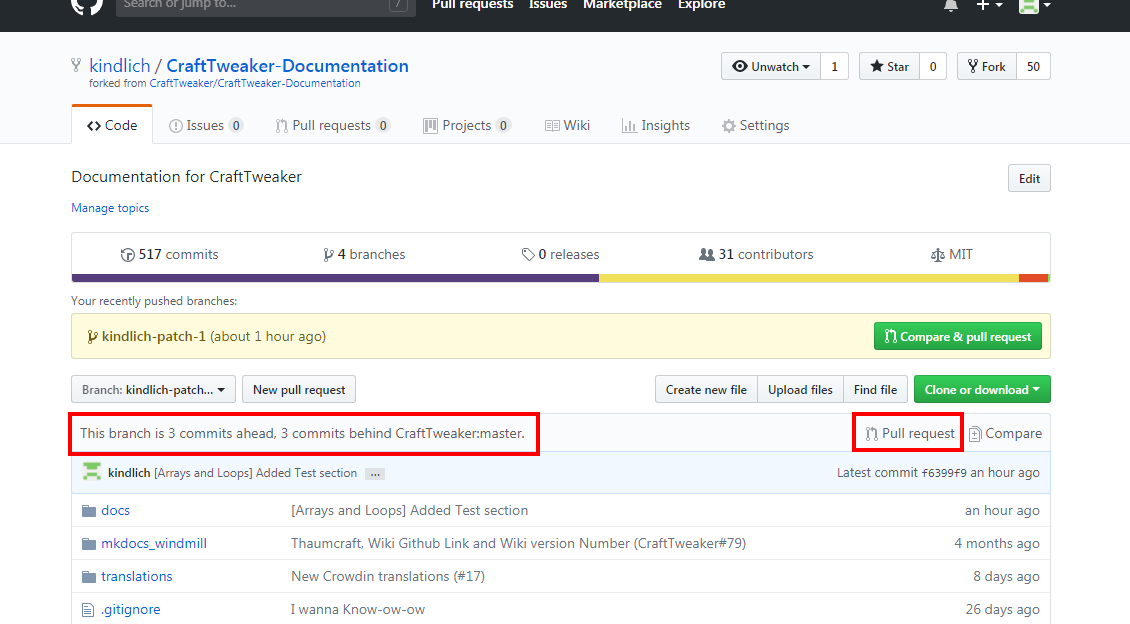 Search or jump to... /
Pull requests Issues Marketplace Explore
kindlich / CraftTweaker-Documentation
Unwatch 1 Star 0 Fork 50
forked from CraftTweaker/CraftTweaker-Documentation
Code Issues 0 Pull requests 0 Projects 0 Wiki Insights Settings
Documentation for CraftTweaker
Edit
Manage topics
517 commits 4 branches 0 releases 31 contributors MIT
Your recently pushed branches:
kindlich-patch-1 (about 1 hour ago) Compare & pull request
Branch: kindlich-patch... New pull request Create new file Upload files Find file Clone or download
This branch is 3 commits ahead, 3 commits behind CraftTweaker:master. Pull request Compare
kindlich [Arrays and Loops] Added Test section ... Latest commit f6399f9 an hour ago
docs [Arrays and Loops] Added Test section an hour ago
mkdocs_windmill Thaumcraft, Wiki Github Link and Wiki version Number (CraftTweaker#79) 4 months ago
translations New Crowdin translations (#17) 8 days ago
.gitignore I wanna Know-ow-ow 26 days ago